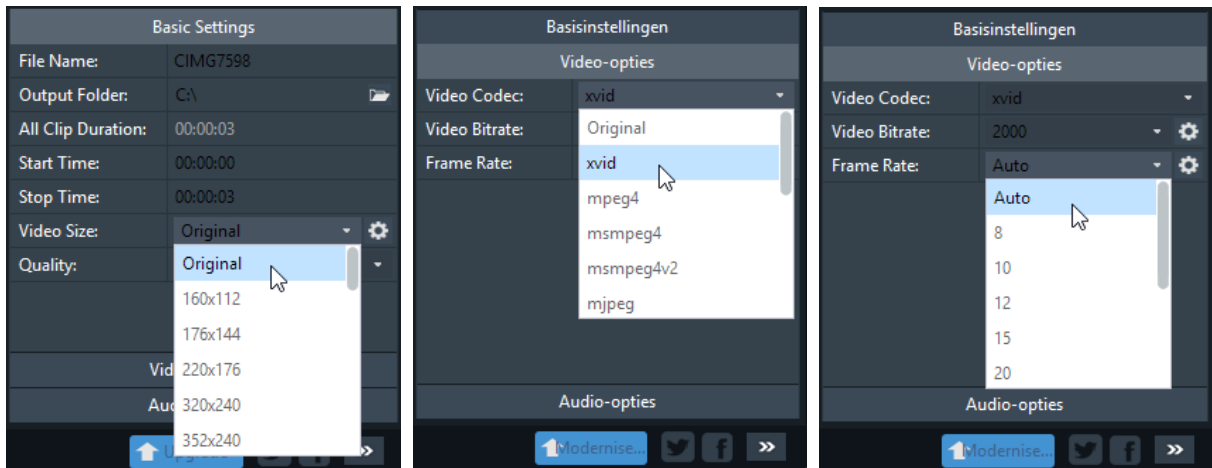 Basic Settings
File Name: CIMG7598
Output Folder: C:\
All Clip Duration: 00:00:03
Start Time: 00:00:00
Stop Time: 00:00:03
Video Size: Original
Quality:
Original
160x112
176x144
220x176
320x240
352x240
Vid
Au
Basisinstellingen
Video-opties
Video Codec: xvid
Video Bitrate:
Frame Rate:
Original
xvid
mpeg4
msmpeg4
msmpeg4v2
mjpeg
Audio-opties
Modernise...
Basisinstellingen
Video-opties
Video Codec: xvid
Video Bitrate: 2000
Frame Rate: Auto
Auto
8
10
12
15
20
Audio-opties
Modernise...